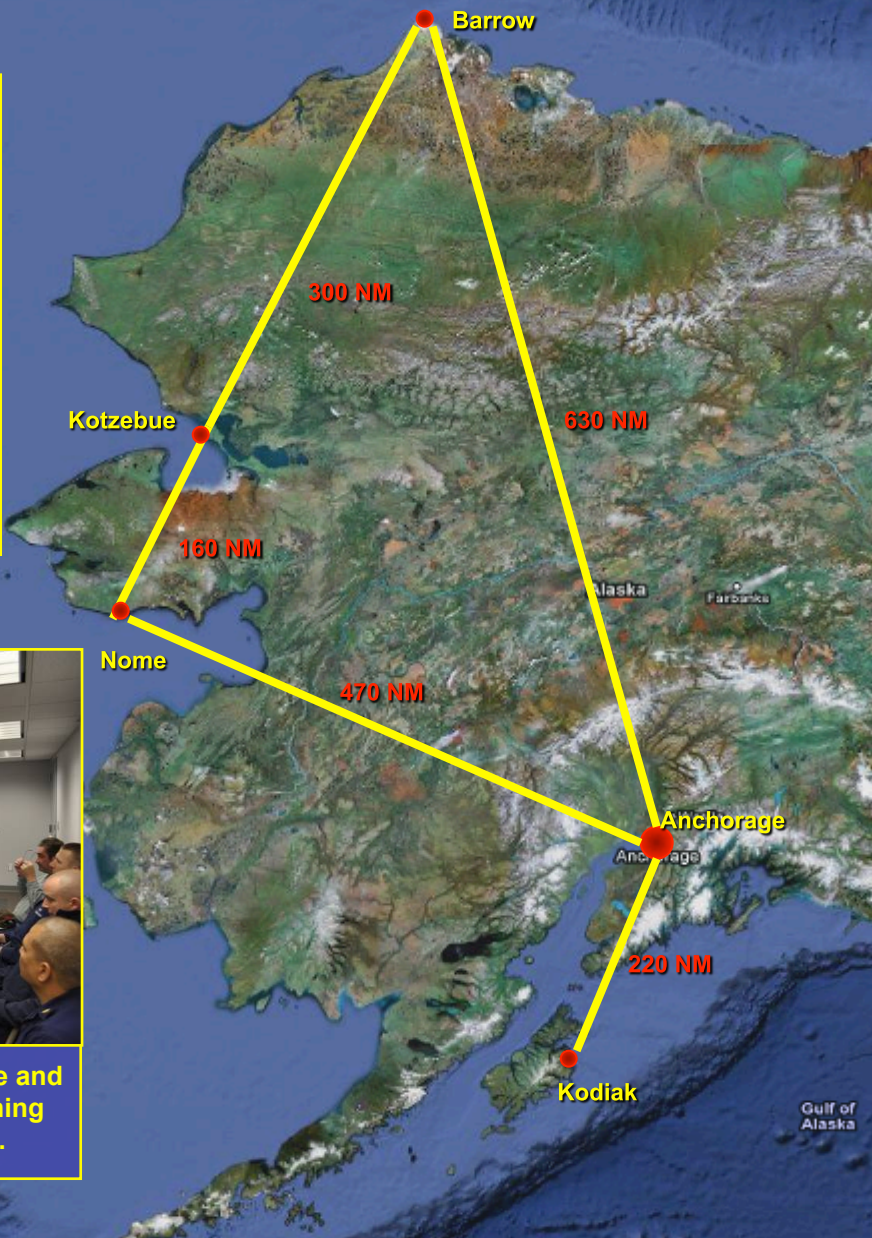 Barrow
300 NM
Kotzebue
630 NM
160 NM
Alaska
Fairbanks
Nome
470 NM
Anchorage
Anchorage
220 NM
e and
ning
.
Kodiak
Gulf of
Alaska